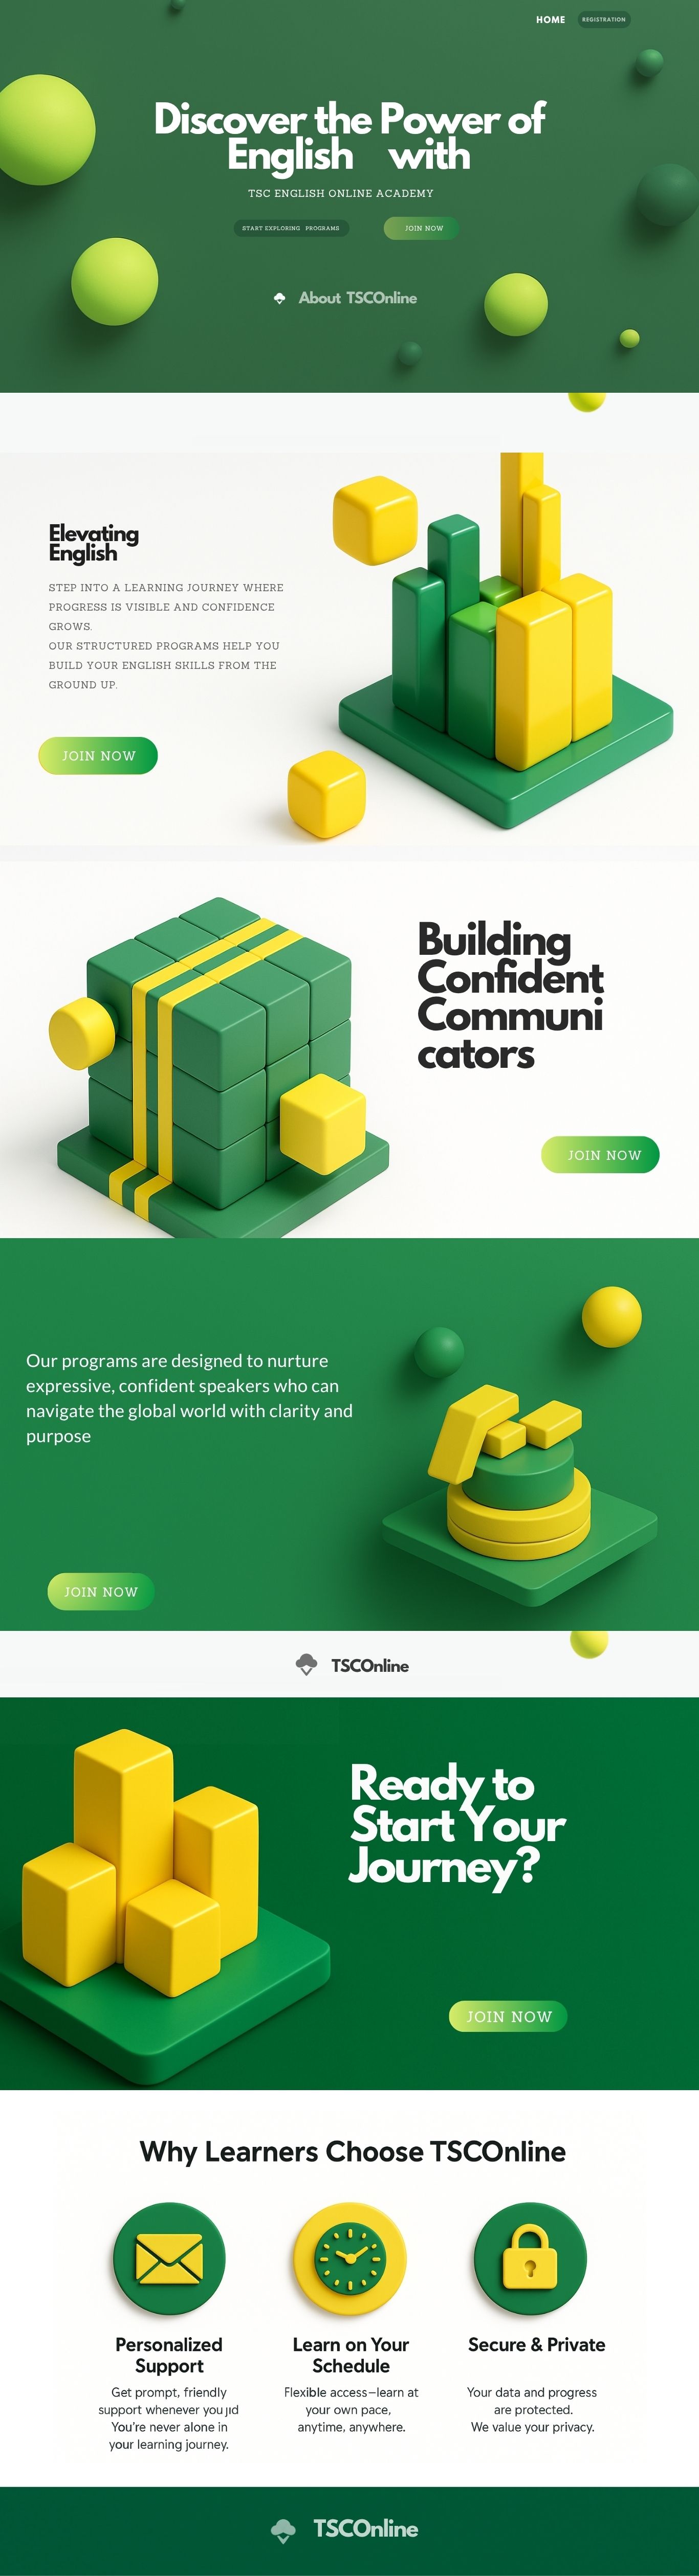 HOME REGISTRATION
Discover the Power of
English with
TSC ENGLISH ONLINE ACADEMY
START EXPLORING PROGRAMS JOIN NOW
About TSCOnline
Elevating
English
STEP INTO A LEARNING JOURNEY WHERE
PROGRESS IS VISIBLE AND CONFIDENCE
GROWS.
OUR STRUCTURED PROGRAMS HELP YOU
BUILD YOUR ENGLISH SKILLS FROM THE
GROUND UP.
JOIN NOW
Building
Confident
Communi
cators
JOIN NOW
Our programs are designed to nurture
expressive, confident speakers who can
navigate the global world with clarity and
purpose
JOIN NOW
TSCOnline
Ready to
Start Your
Journey?
JOIN NOW
Why Learners Choose TSCOnline
Personalized
Support
Get prompt, friendly
support whenever you
You're never alone in
your learning journey.
Learn on Your
Schedule
Flexible access—learn at
your own pace,
anytime, anywhere.
Secure & Private
Your data and progress
are protected.
We value your privacy.
TSCOnline